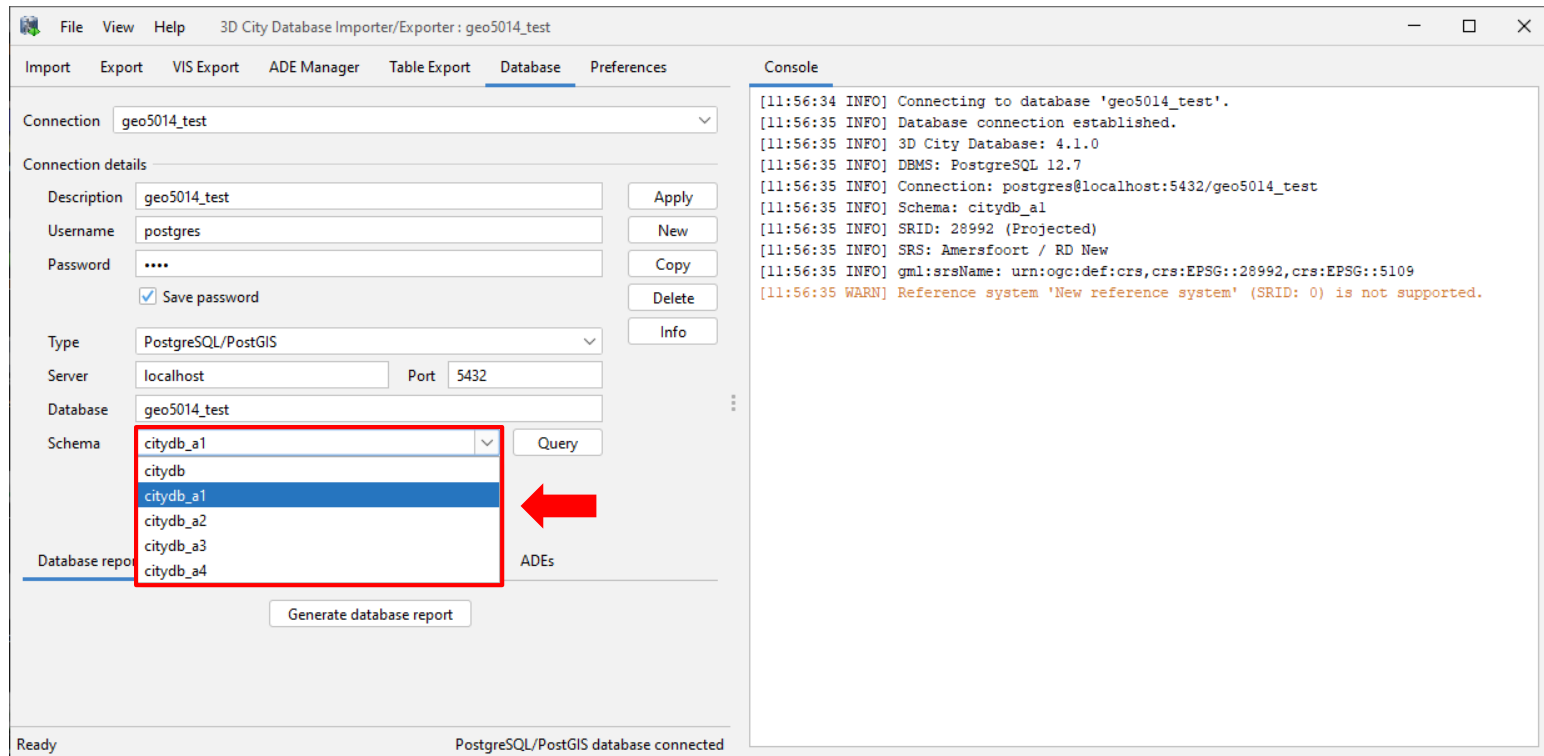 File View Help 3D City Database Importer/Exporter : geo5014_test
Import Export VIS Export ADE Manager Table Export Database Preferences
Connection geo5014_test
Connection details
Description geo5014_test Apply
Username postgres New
Password •••• Copy
Save password Delete
Info
Type PostgreSQL/PostGIS
Server localhost Port 5432
Database geo5014_test
Schema citydb_a1 Query
citydb
citydb_a1
citydb_a2
citydb_a3
citydb_a4
Database repor ADEs
Generate database report
Ready PostgreSQL/PostGIS database connected
Console
[11:56:34 INFO] Connecting to database 'geo5014_test'.
[11:56:35 INFO] Database connection established.
[11:56:35 INFO] 3D City Database: 4.1.0
[11:56:35 INFO] DBMS: PostgreSQL 12.7
[11:56:35 INFO] Connection: postgres@localhost:5432/geo5014_test
[11:56:35 INFO] Schema: citydb_a1
[11:56:35 INFO] SRID: 28992 (Projected)
[11:56:35 INFO] SRS: Amersfoort / RD New
[11:56:35 INFO] gml:srsName: urn:ogc:def:crs,crs:EPSG::28992,crs:EPSG::5109
[11:56:35 WARN] Reference system 'New reference system' (SRID: 0) is not supported.